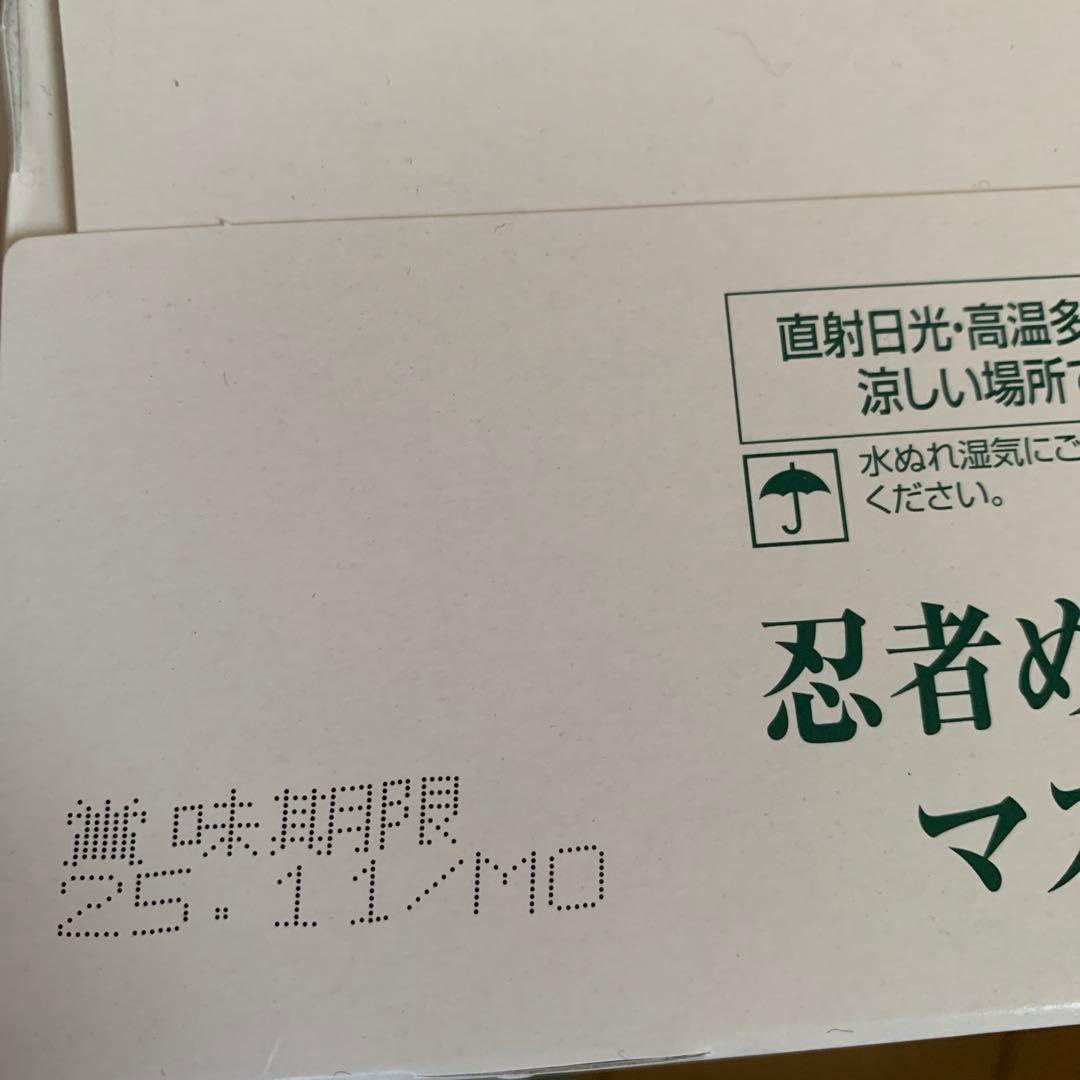 直射日光・高温多
涼しい場所で
水ぬれ湿気にご
ください。
忍者め
マス
賞味期限
25.11/MO